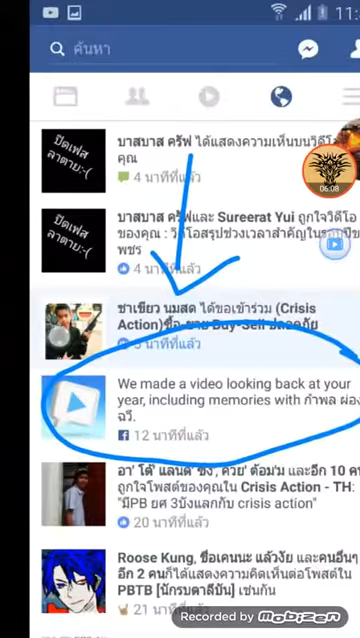 11:
ค้นหา
ปิดเฟส
ลาตาย:-(
บาสบาส ครัฟ ได้แสดงความเห็นบนวิดีโอ
คุณ
4 นาทีที่แล้ว
06:08
ปิดเฟส
ลาตาย:-(
บาสบาส ครัฟและ Sureerat Yui ถูกใจวิดีโอ
ของคุณ : วิดีโอสรุปช่วงเวลาสำคัญในรอบปีข
พชร
4 นาทีที่แล้ว
ชาเขียว นมสด ได้ขอเข้าร่วม (Crisis
Action)ซื้อ-ขาย Buy-Sell ปลอดภัย
5 นาทีที่แล้ว
We made a video looking back at your
year, including memories with กำพล ผ่อง
ฉวี.
12 นาทีที่แล้ว
และอีก 10 ค
ถูกใจโพสต์ของคุณใน Crisis Action - TH:
"มีPB ยศ 3บังแลกกับ crisis action"
20 นาทีที่แล้ว
Roose Kung, ชื่อเคนนะ แล้วงัย และคนอื่นๆ
อีก 2 คนก็ได้แสดงความคิดเห็นต่อโพสต์ใน
PBTB [นักรบตาลีบัน] เช่นกัน
21 นาทีที่แล้ว
Recorded by MOBIZEN